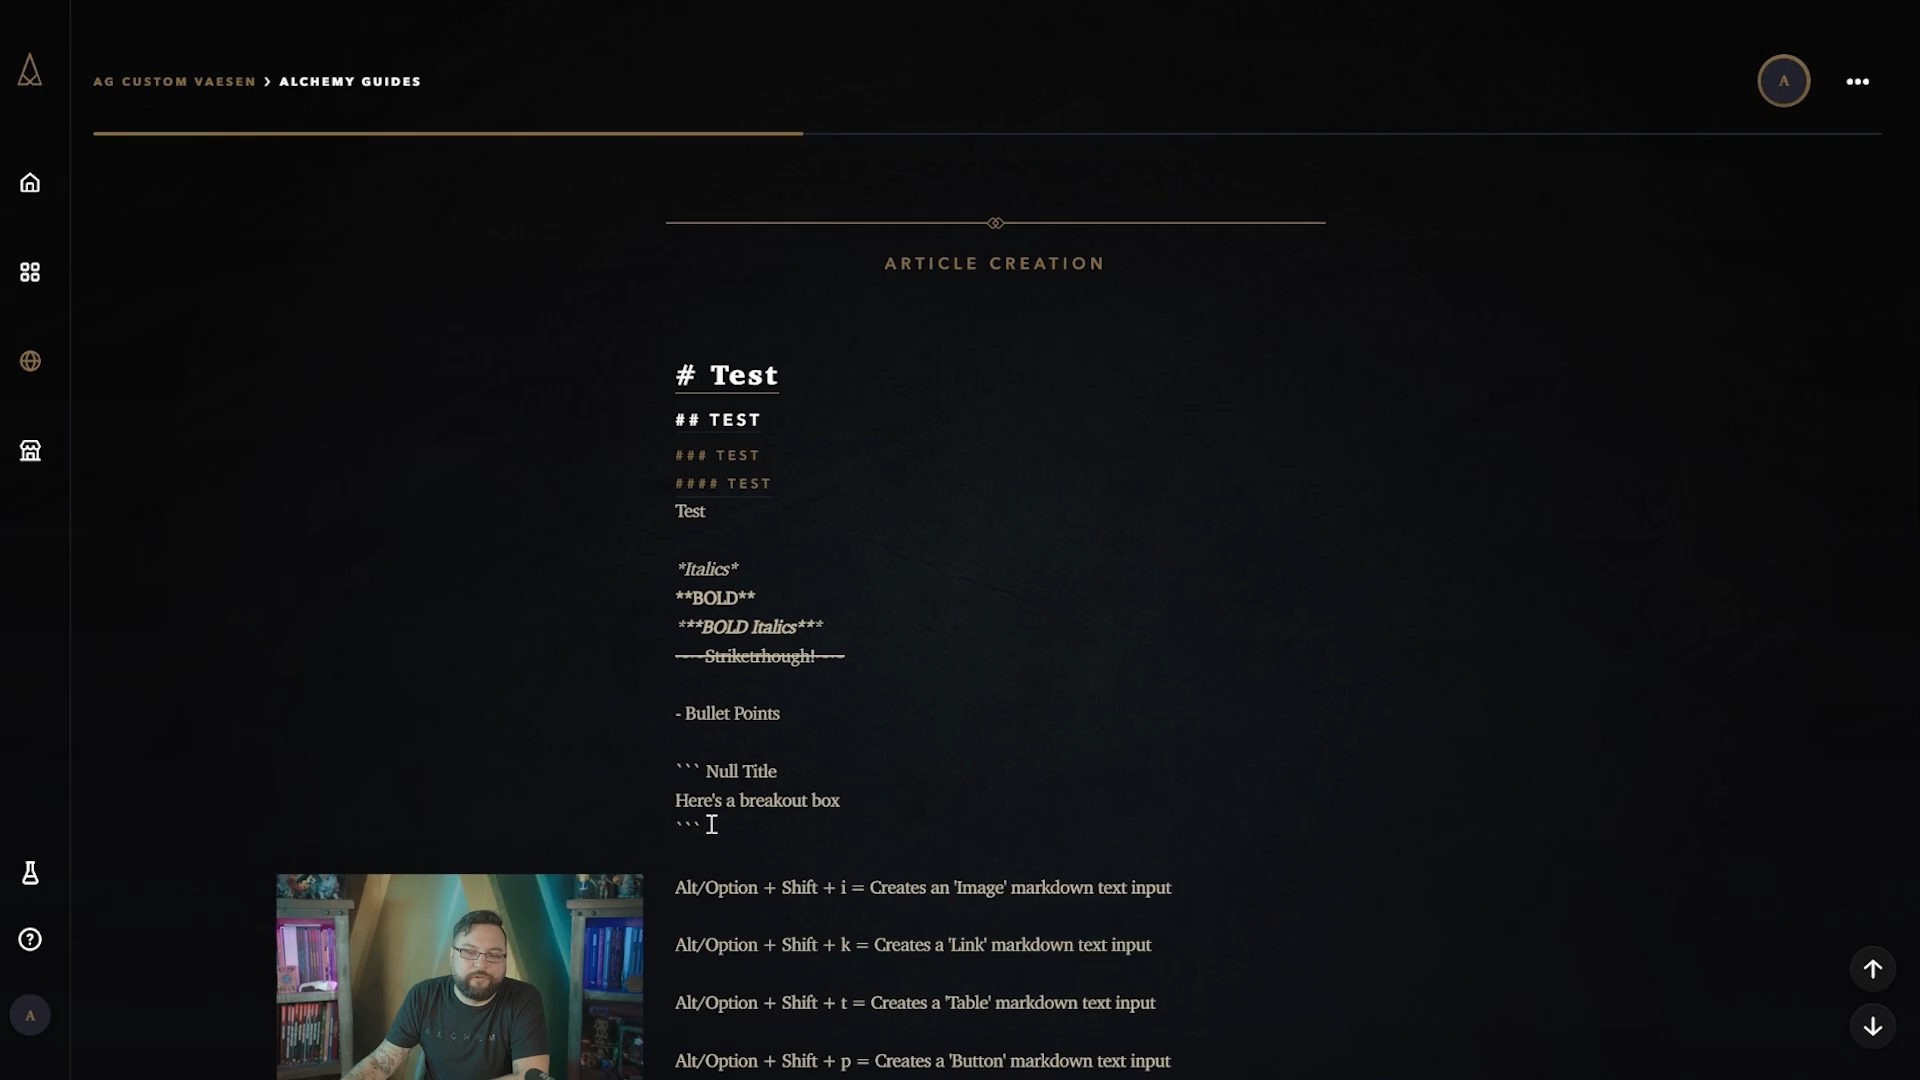 AG CUSTOM VAESEN > ALCHEMY GUIDES
A
•••
ARTICLE CREATION
# Test
## TEST
### TEST
#### TEST
Test
*Italics*
**BOLD**
***BOLD Italics***
Striketrhough!
- Bullet Points
``` Null Title
Here's a breakout box
```
Alt/Option + Shift + i = Creates an 'Image' markdown text input
Alt/Option + Shift + k = Creates a 'Link' markdown text input
Alt/Option + Shift + t = Creates a 'Table' markdown text input
Alt/Option + Shift + p = Creates a 'Button' markdown text input
A